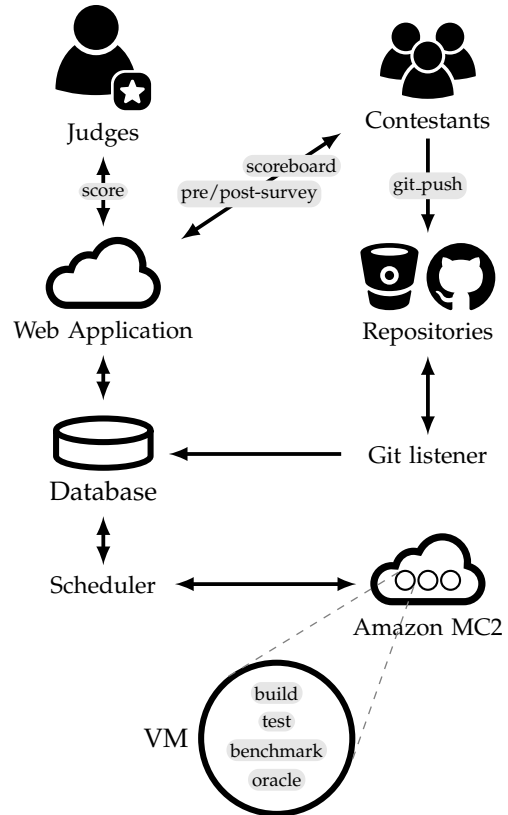 Judges
Contestants
scoreboard
score
pre/post-survey
git_push
Web Application
Repositories
Git listener
Database
Scheduler
Amazon MC2
build
test
VM
benchmark
oracle